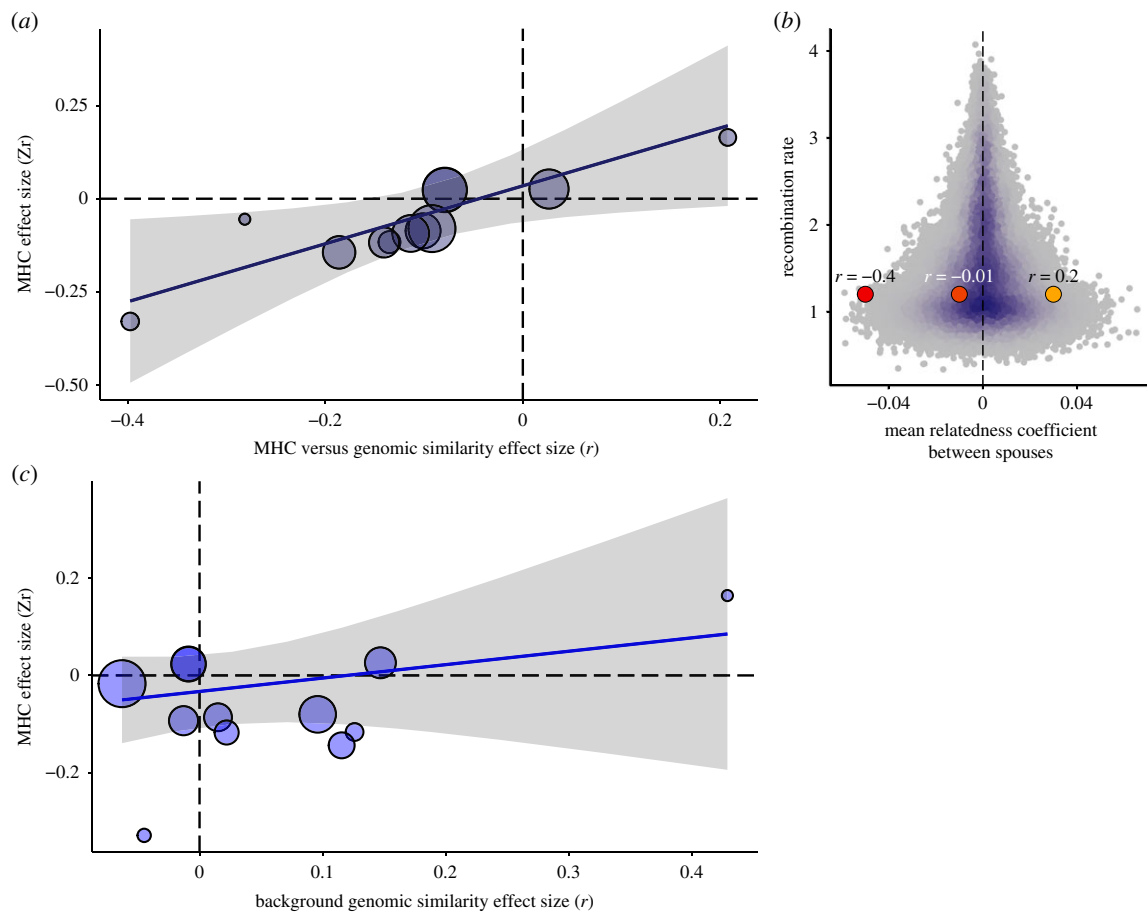 (a)
0.25
0
−0.25
−0.50
MHC effect size (Zr)
−0.4
−0.2
0
0.2
MHC versus genomic similarity effect size (r)
(b)
4
3
2
1
recombination rate
r = −0.4
r = −0.01
r = 0.2
−0.04
0
0.04
mean relatedness coefficient
between spouses
(c)
0.2
0
−0.2
MHC effect size (Zr)
0
0.1
0.2
0.3
0.4
background genomic similarity effect size (r)